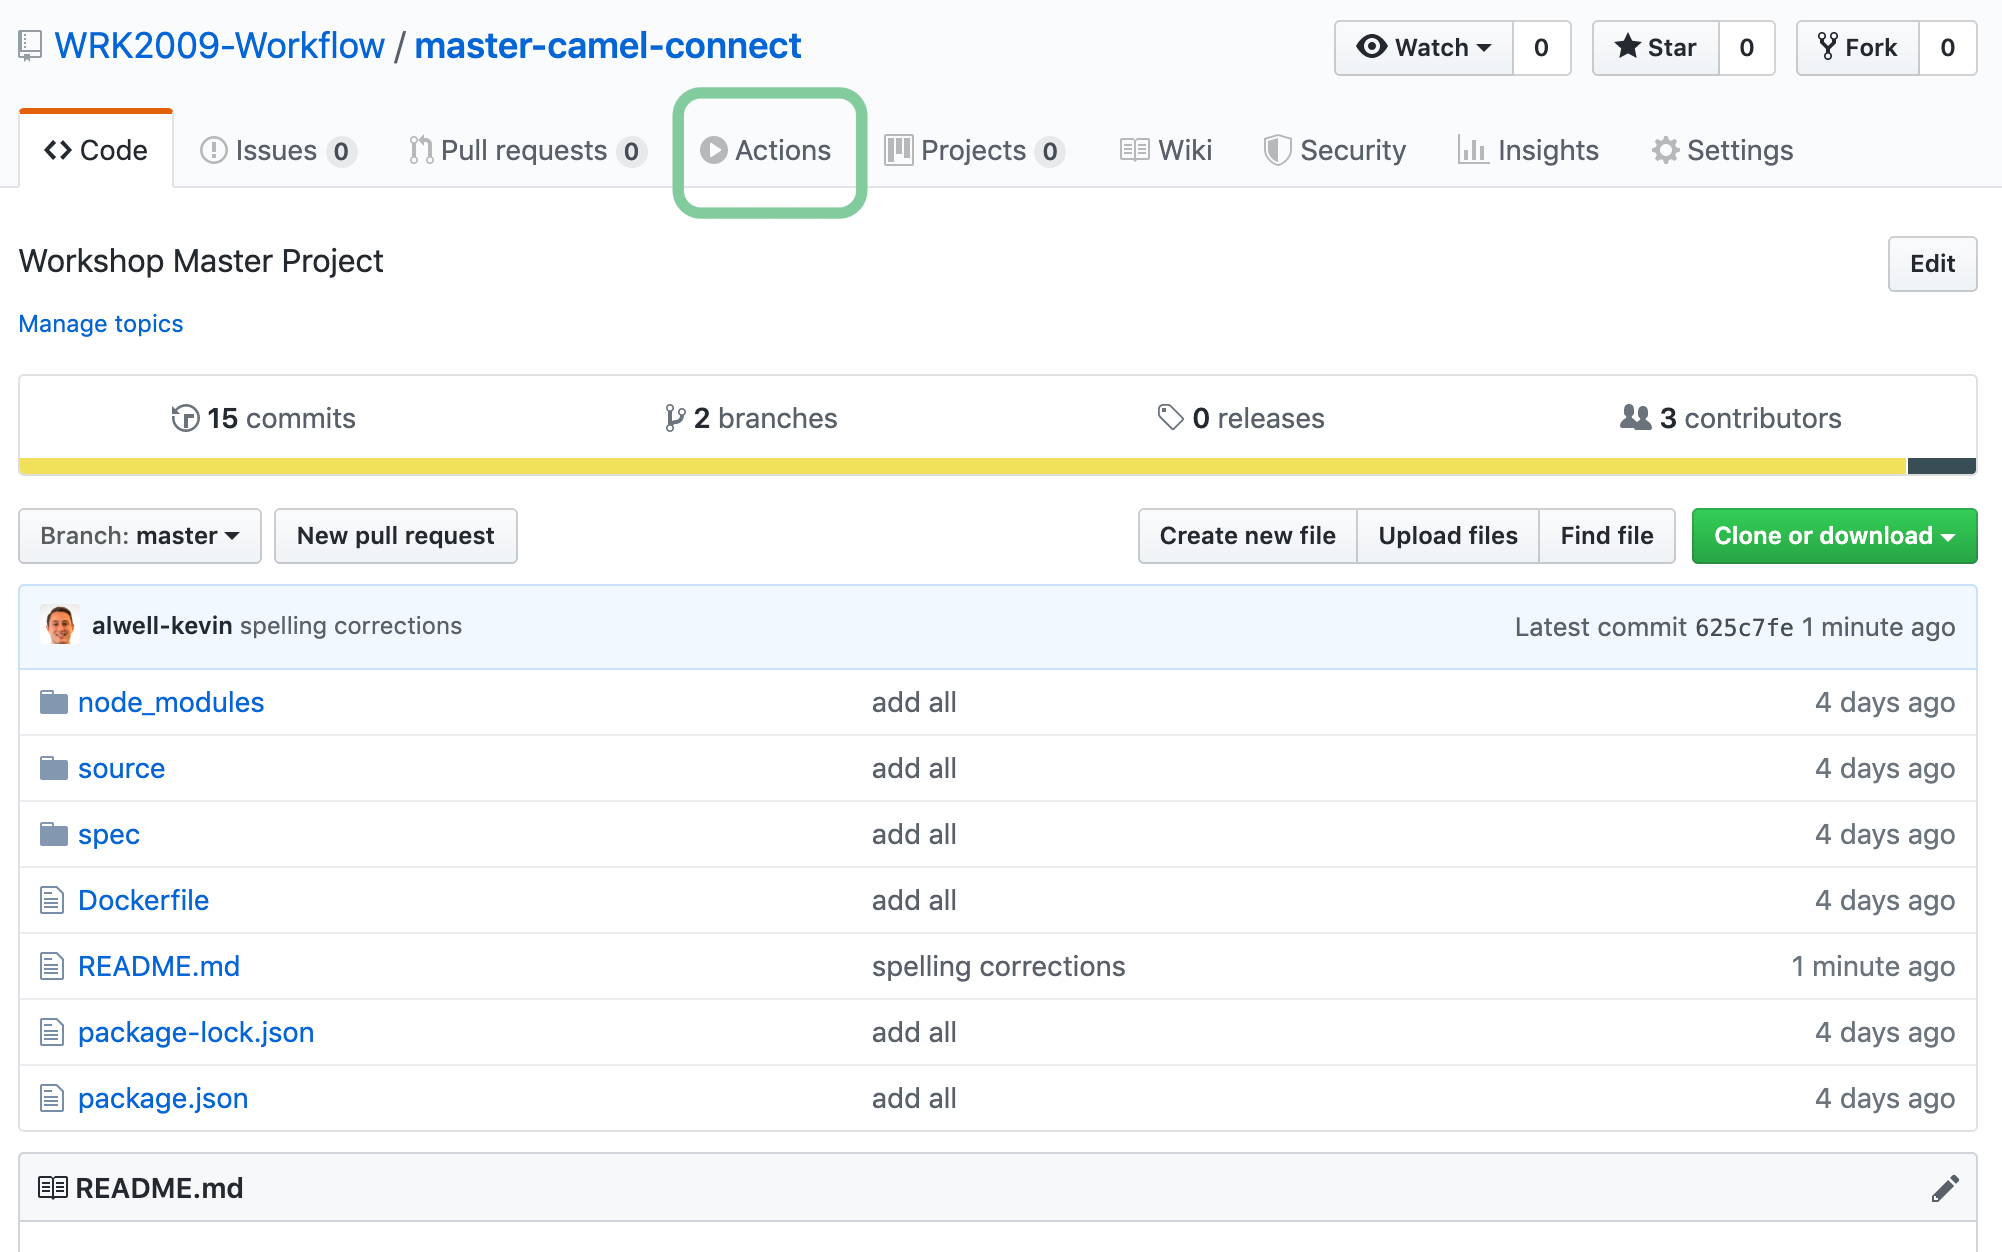 WRK2009-Workflow / master-camel-connect
Watch 0 Star 0 Fork 0
Code Issues 0 Pull requests 0 Actions Projects 0 Wiki Security Insights Settings
Workshop Master Project
Edit
Manage topics
15 commits 2 branches 0 releases 3 contributors
Branch: master New pull request Create new file Upload files Find file Clone or download
alwell-kevin spelling corrections Latest commit 625c7fe 1 minute ago
node_modules add all 4 days ago
source add all 4 days ago
spec add all 4 days ago
Dockerfile add all 4 days ago
README.md spelling corrections 1 minute ago
package-lock.json add all 4 days ago
package.json add all 4 days ago
README.md